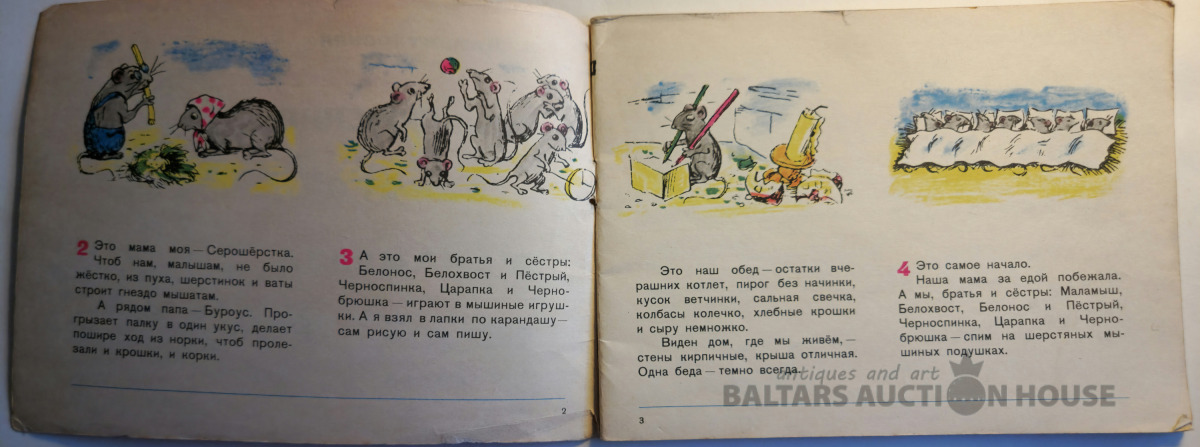 2 Это мама моя — Серошёрстка.
Чтоб нам, малышам, не было
жёстко, из пуха, шерстинок и ваты
строит гнездо мышатам.
А рядом папа — Буроус. Про-
грызает палку в один укус, делает
пошире ход из норки, чтоб проле-
зали и крошки, и корки.
3 А это мои братья и сёстры:
Белонос, Белохвост и Пёстрый,
Черноспинка, Царапка и Черно-
брюшка — играют в мышиные игруш-
ки. А я взял в лапки по карандашу —
сам рисую и сам пишу.
2
Это наш обед — остатки вче-
рашних котлет, пирог без начинки,
кусок ветчинки, сальная свечка,
колбасы колечко, хлебные крошки
и сыру немножко.
Виден дом, где мы живём, —
стены кирпичные, крыша отличная.
Одна беда — темно всегда.
4 Это самое начало.
Наша мама за едой побежала.
А мы, братья и сёстры: Маламыш,
Белохвост, Белонос и Пёстрый,
Черноспинка, Царапка и Черно-
брюшка — спим на шерстяных мы-
шиных подушках.
3
antiques and art
BALTARS AUCTION HOUSE